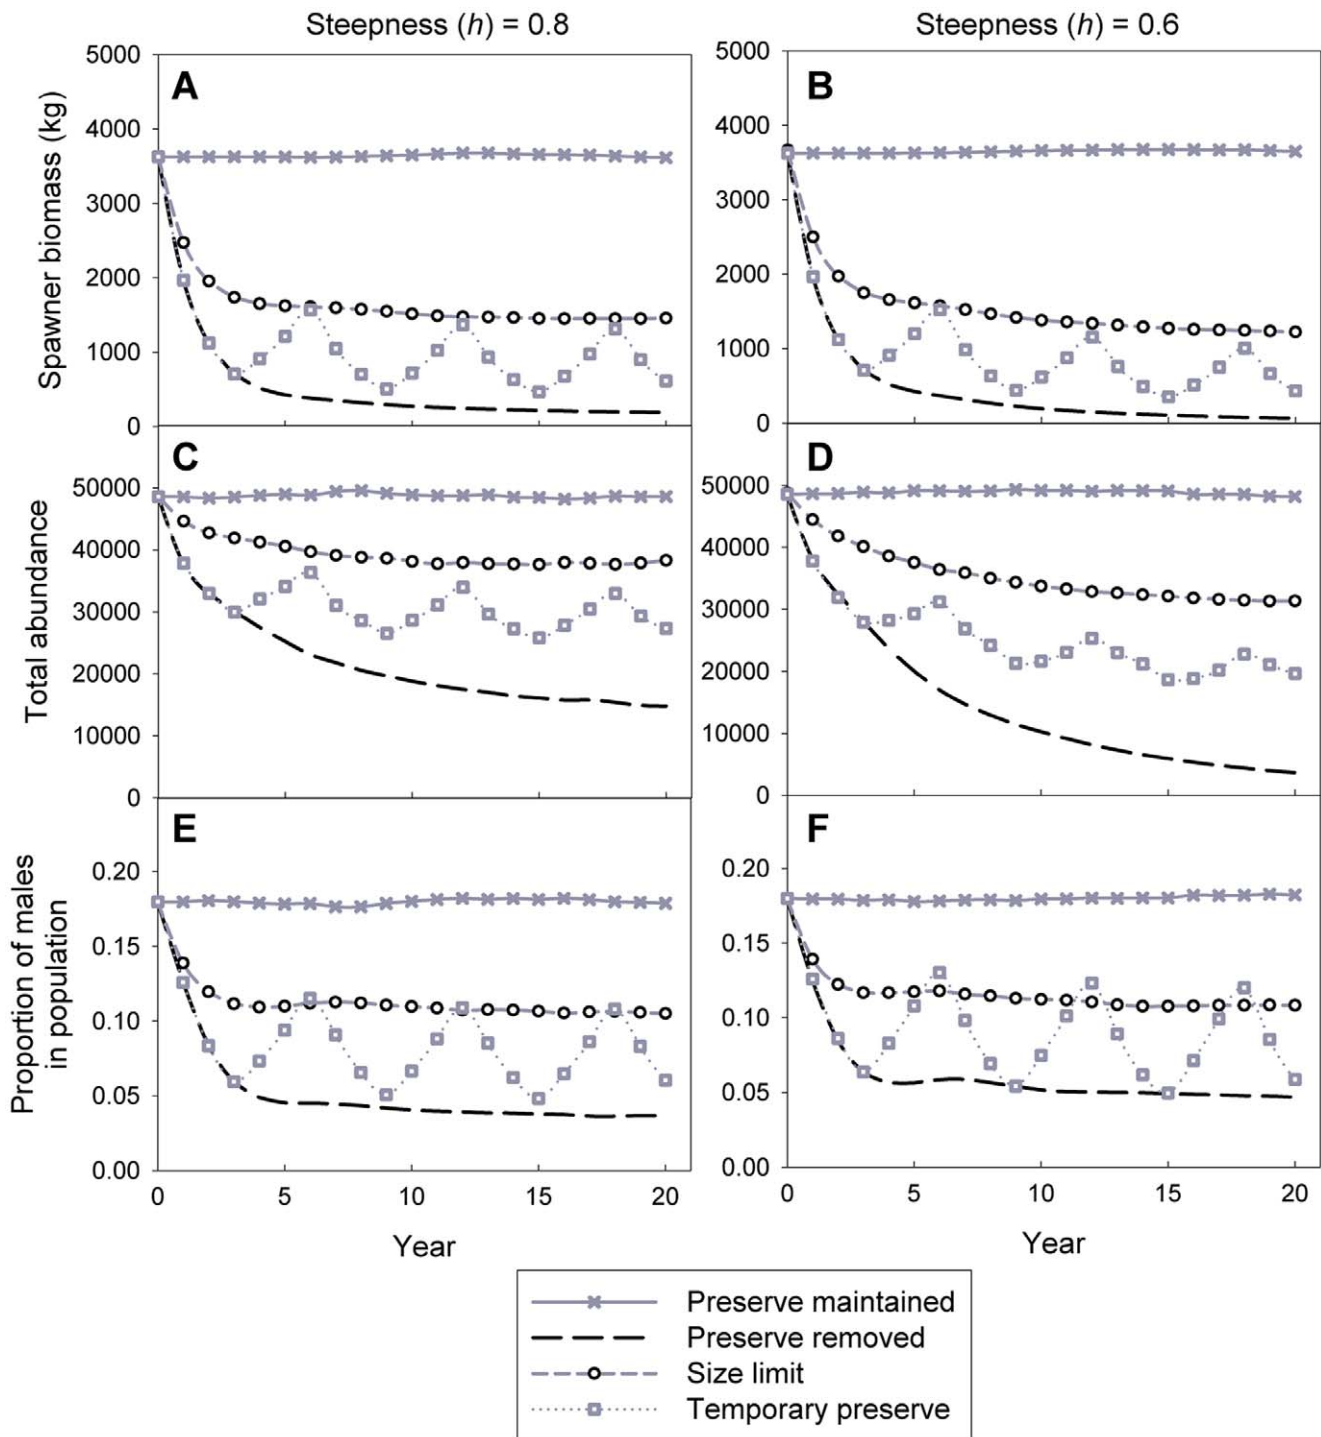 Steepness (h) = 0.8
Steepness (h) = 0.6
A
B
Spawner biomass (kg)
5000
4000
3000
2000
1000
0
5000
4000
3000
2000
1000
0
C
D
Total abundance
50000
40000
30000
20000
10000
0
50000
40000
30000
20000
10000
0
E
F
Proportion of males
in population
0.20
0.15
0.10
0.05
0.00
0.20
0.15
0.10
0.05
0.00
0 5 10 15 20
0 5 10 15 20
Year
Year
Preserve maintained
Preserve removed
Size limit
Temporary preserve